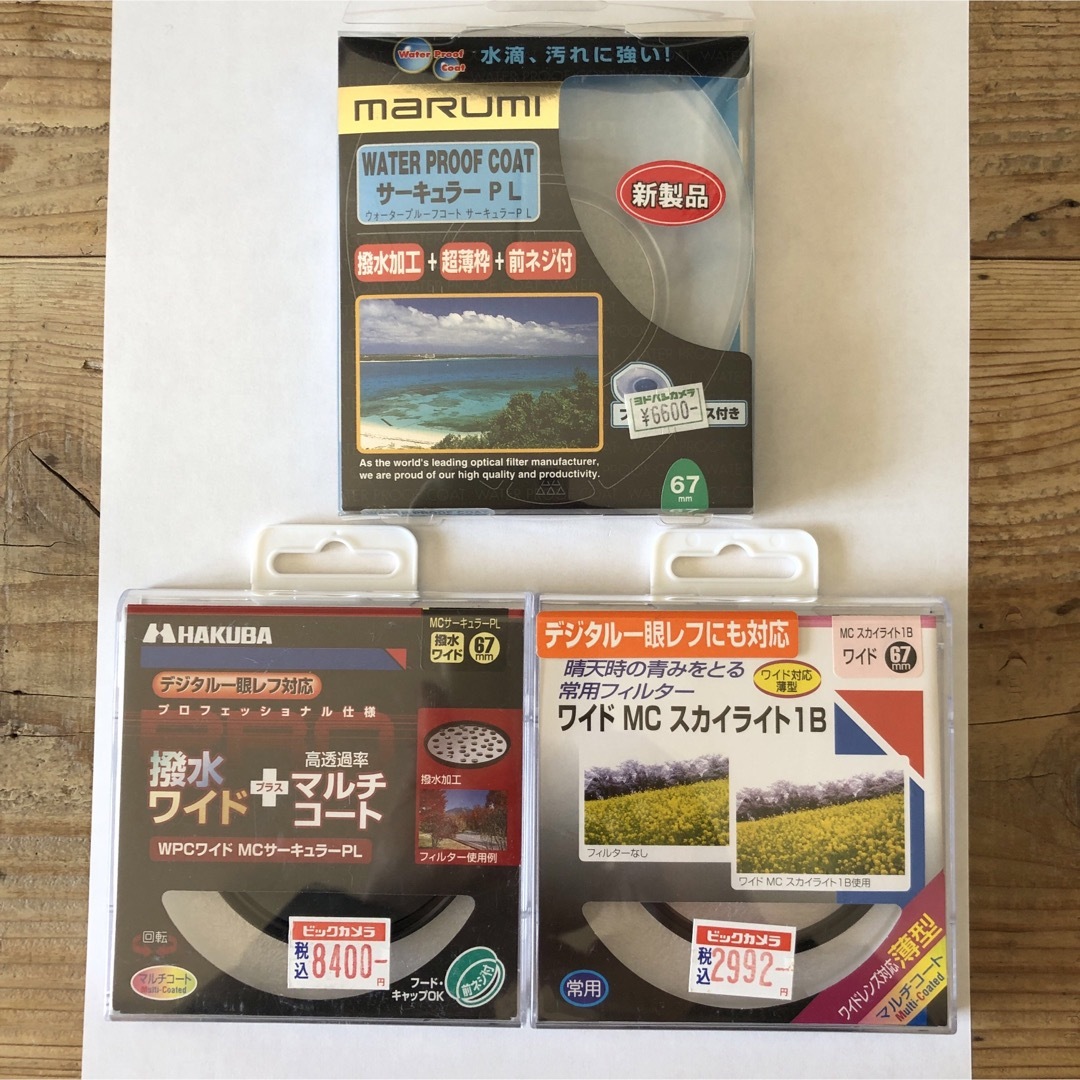 Water Proof
Coat
水滴、汚れに強い!
marumi
WATER PROOF COAT
サーキュラー PL
ウォータープルーフコート サーキュラーPL
新製品
撥水加工+超薄枠+前ネジ付
ヨドバシカメラ
¥6600-
ス付き
As the world's leading optical filter manufacturer,
we are proud of our high quality and productivity.
67
mm
HAKUBA
MCサーキュラーPL
撥水
ワイド
67
mm
デジタル一眼レフ対応
プロフェッショナル仕様
撥水
ワイド
プラス
高透過率
マルチ
コート
撥水加工
フィルター使用例
WPCワイド MCサーキュラーPL
回転
マルチコート
Multi-Coated
ビックカメラ
税込8400-円
フード・
キャップOK
前ネジ付
デジタル一眼レフにも対応
MC スカイライト1B
ワイド
67
mm
晴天時の青みをとる
常用フィルター
ワイド対応
薄型
ワイド MC スカイライト1B
フィルターなし
ワイド MC スカイライト1B使用
常用
ビックカメラ
税込2992-円
ワイドレンズ対応薄型
マルチコート
Multi-Coated